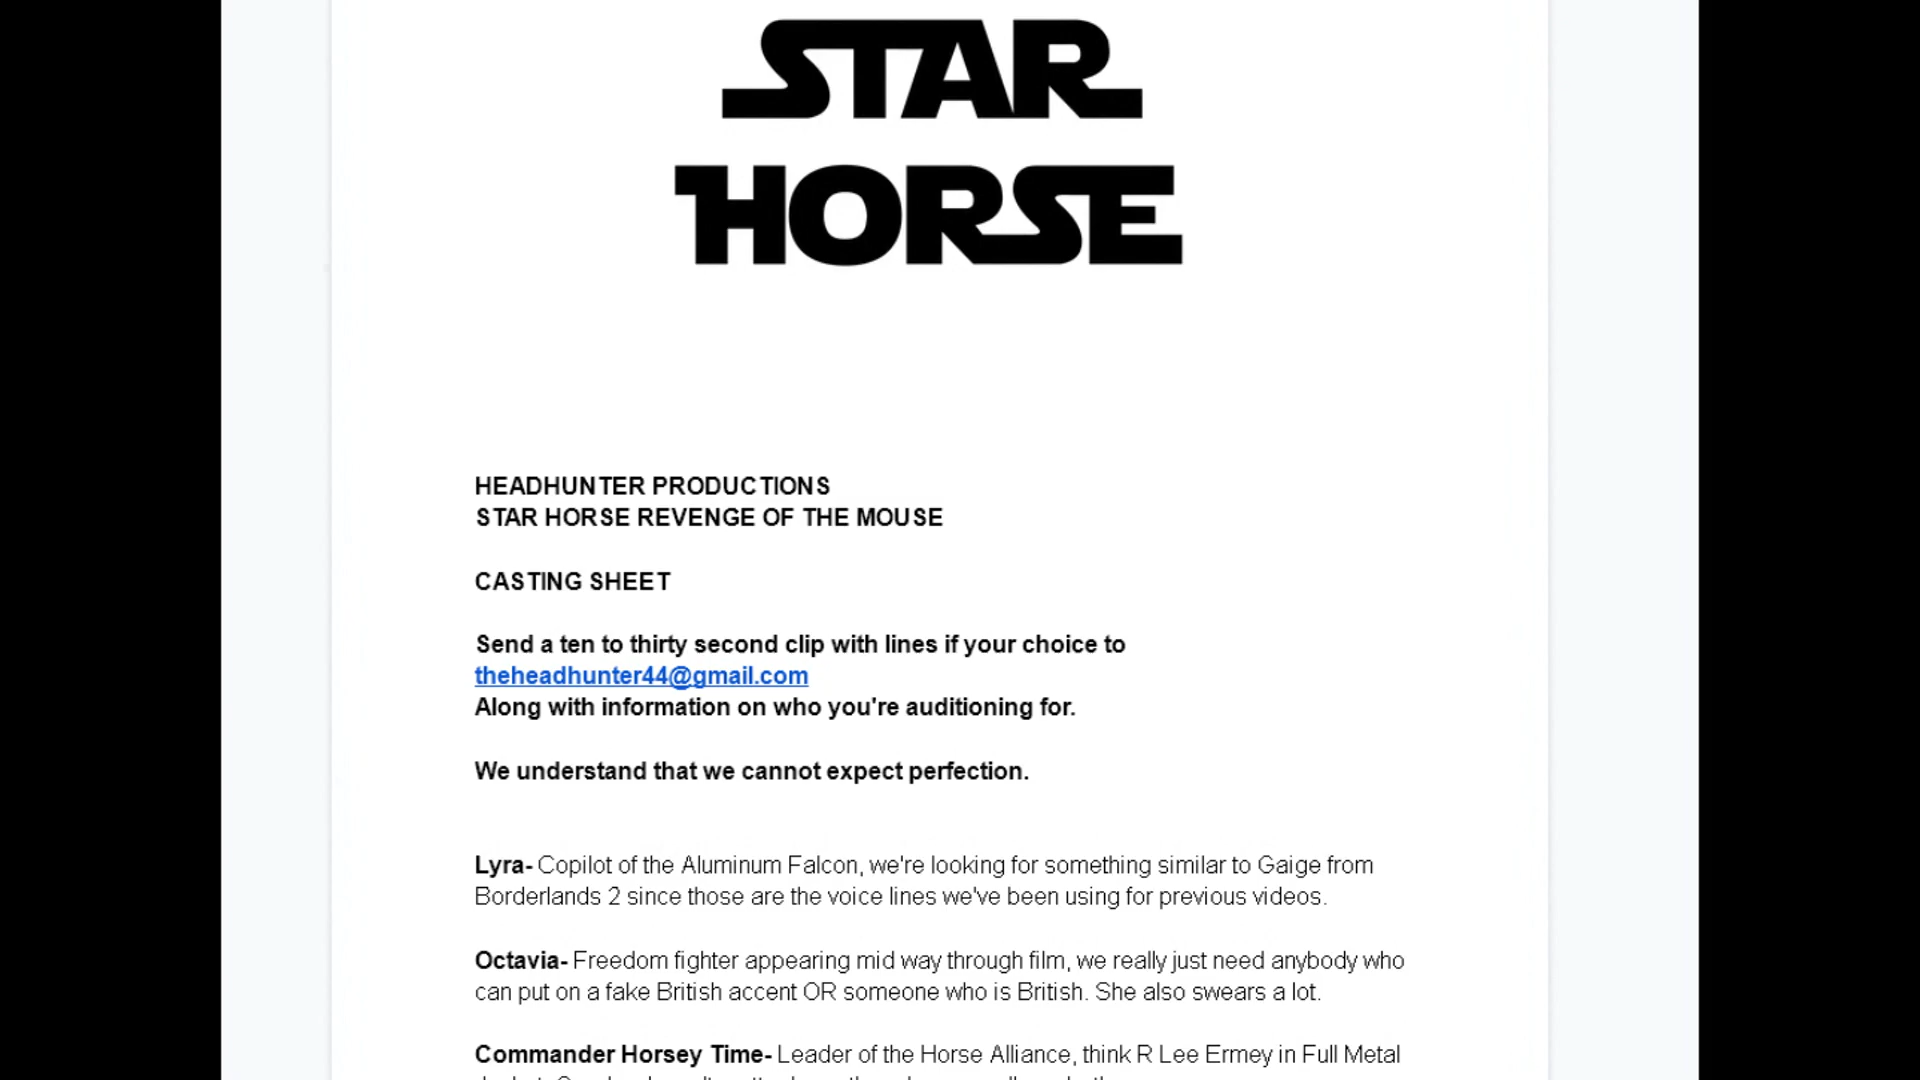 STAR
HORSE
HEADHUNTER PRODUCTIONS
STAR HORSE REVENGE OF THE MOUSE
CASTING SHEET
Send a ten to thirty second clip with lines if your choice to
theheadhunter44@gmail.com
Along with information on who you're auditioning for.
We understand that we cannot expect perfection.
Lyra- Copilot of the Aluminum Falcon, we're looking for something similar to Gaige from
Borderlands 2 since those are the voice lines we've been using for previous videos.
Octavia- Freedom fighter appearing mid way through film, we really just need anybody who
can put on a fake British accent OR someone who is British. She also swears a lot.
Commander Horsey Time- Leader of the Horse Alliance, think R Lee Ermey in Full Metal